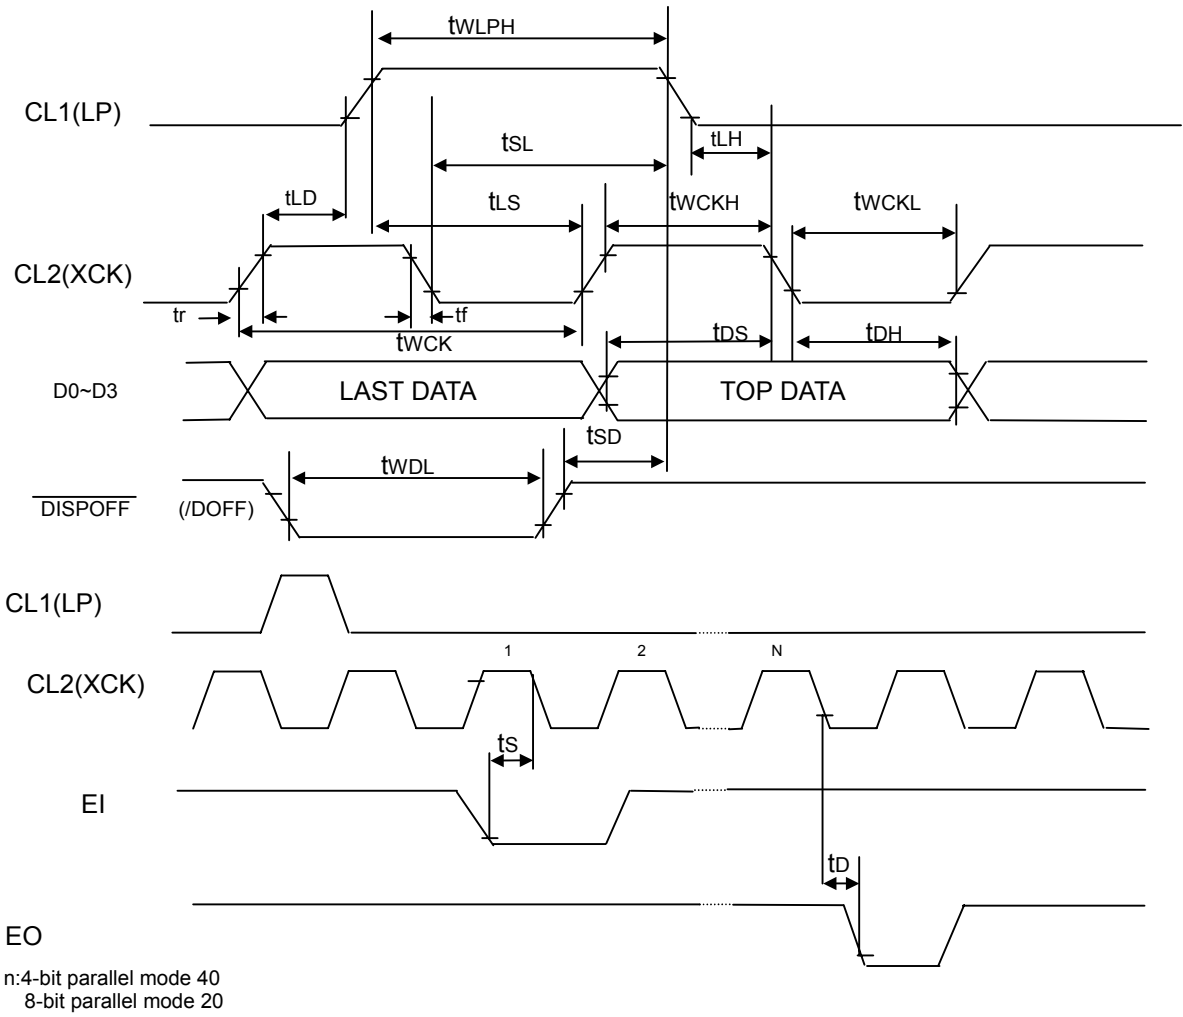 tWLPH
CL1(LP)
tLH
tSL
tLD
tLS
tWCKH
tWCKL
CL2(XCK)
tr
tf
tWCK
tDS
tDH
D0~D3
LAST DATA
TOP DATA
tSD
tWDL
DISPOFF (/DOFF)
CL1(LP)
1 2 N
CL2(XCK)
tS
EI
tD
EO
n:4-bit parallel mode 40
8-bit parallel mode 20